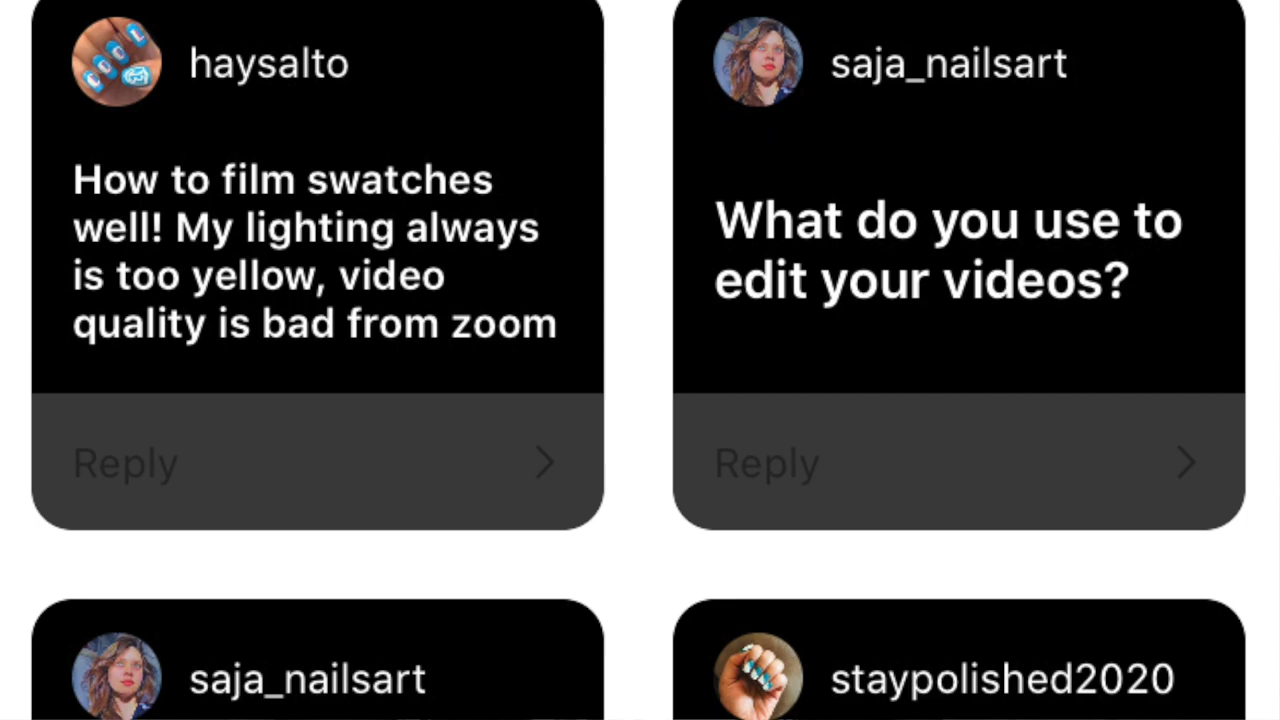 haysalto
How to film swatches
well! My lighting always
is too yellow, video
quality is bad from zoom
Reply
saja_nailsart
What do you use to
edit your videos?
Reply
saja_nailsart
staypolished2020